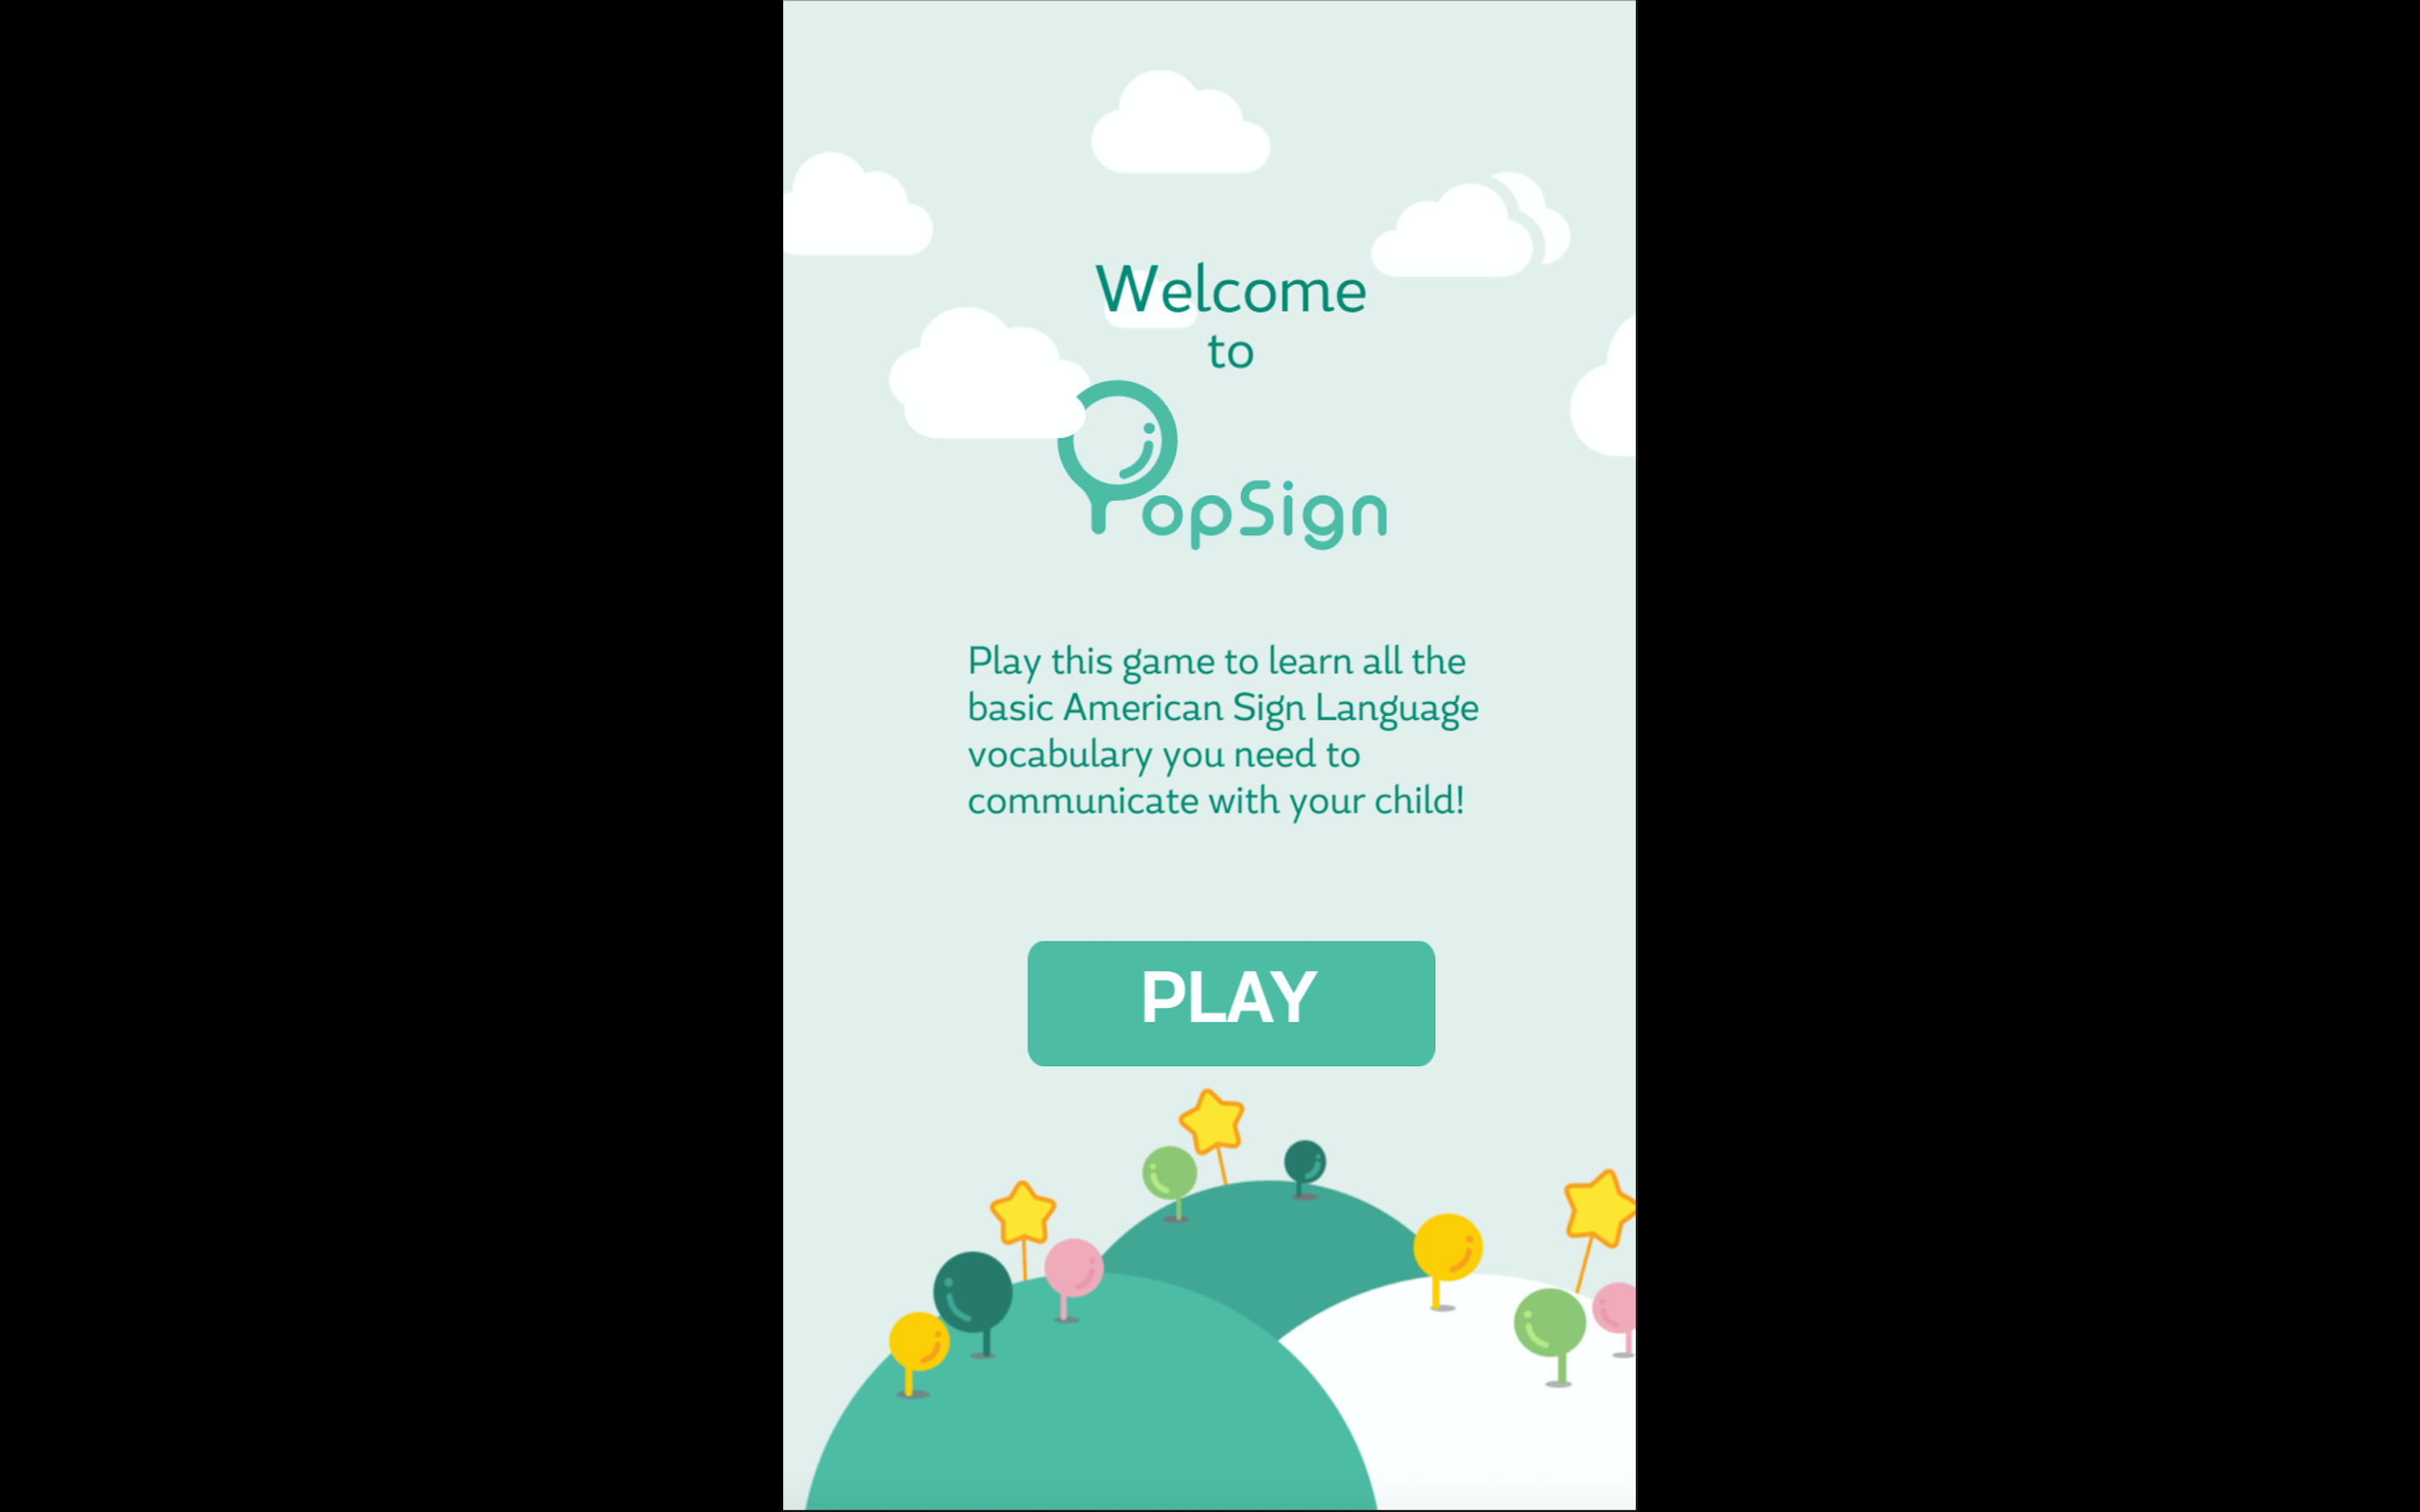 Welcome
to
PopSign
Play this game to learn all the
basic American Sign Language
vocabulary you need to
communicate with your child!
PLAY